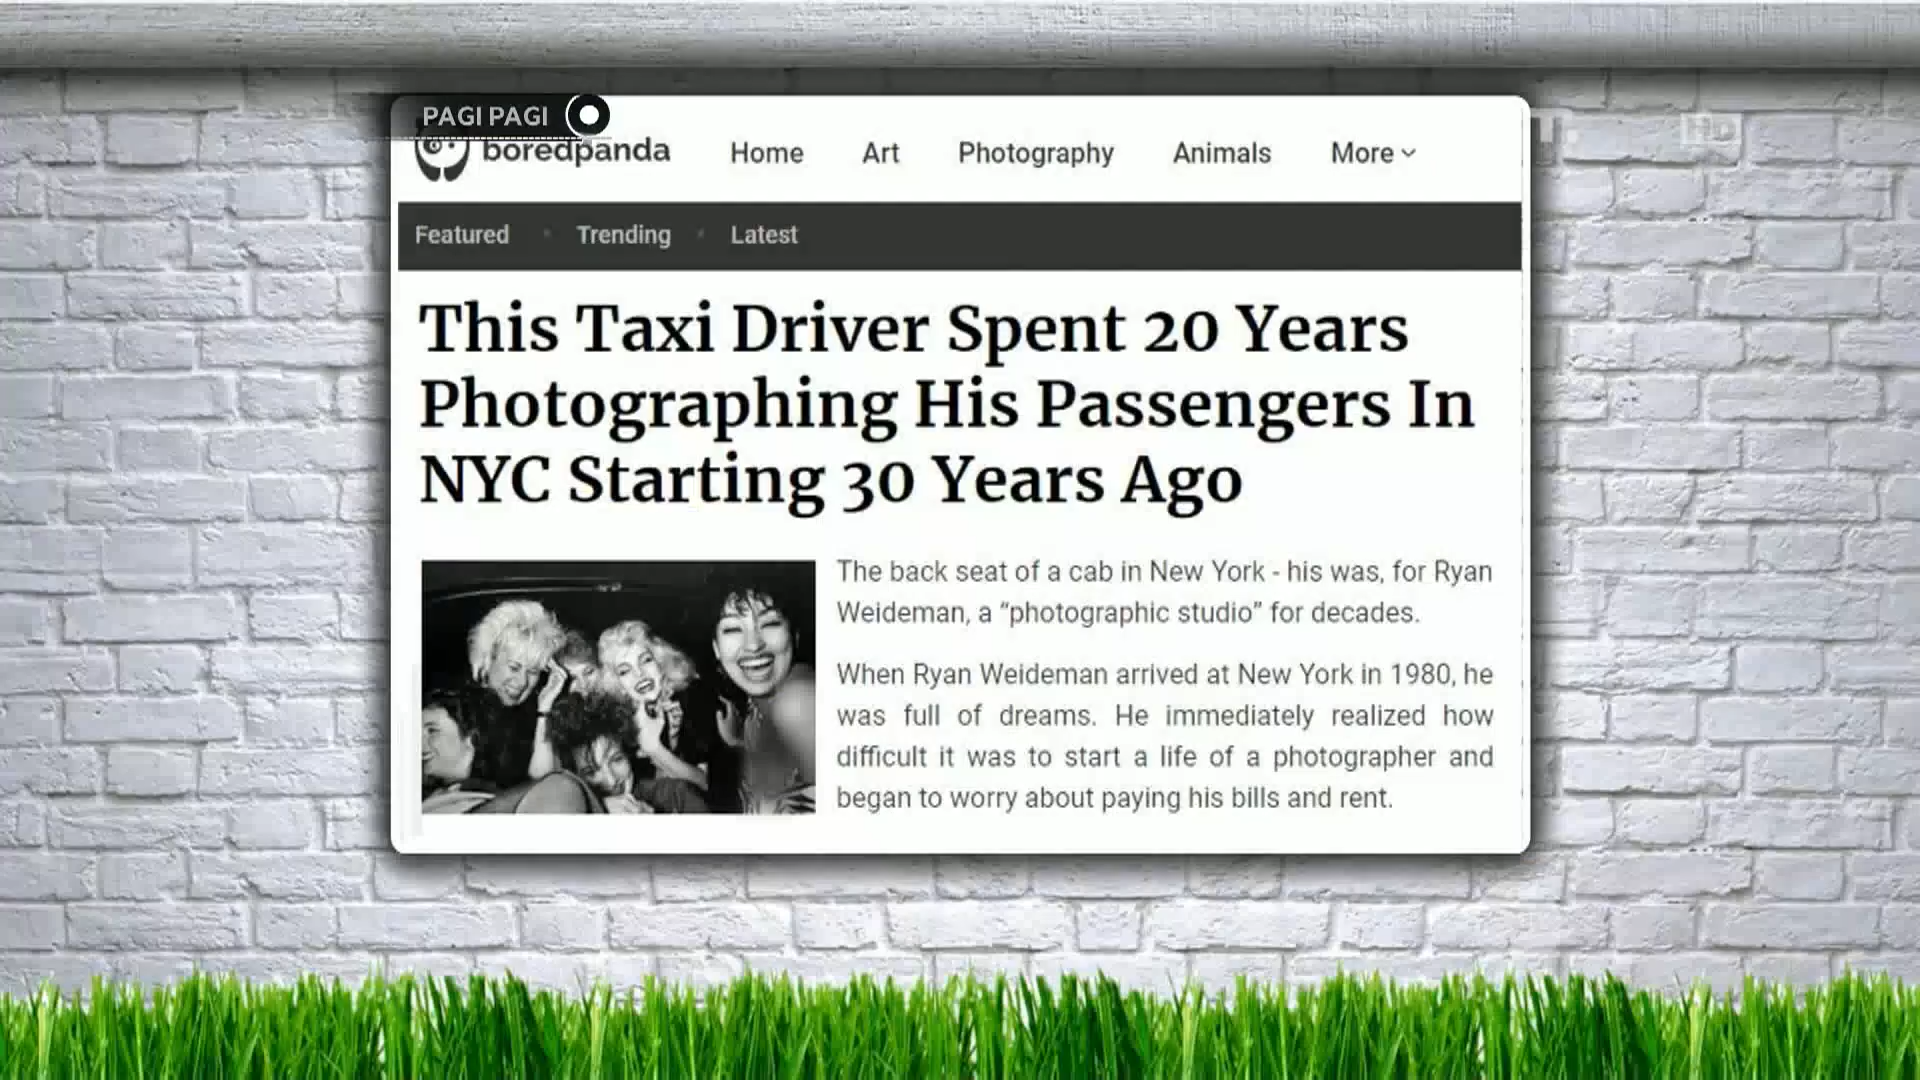 PAGI PAGI
boredpanda Home Art Photography Animals More
Featured Trending Latest
This Taxi Driver Spent 20 Years
Photographing His Passengers In
NYC Starting 30 Years Ago
The back seat of a cab in New York - his was, for Ryan
Weideman, a “photographic studio” for decades.
When Ryan Weideman arrived at New York in 1980, he
was full of dreams. He immediately realized how
difficult it was to start a life of a photographer and
began to worry about paying his bills and rent.